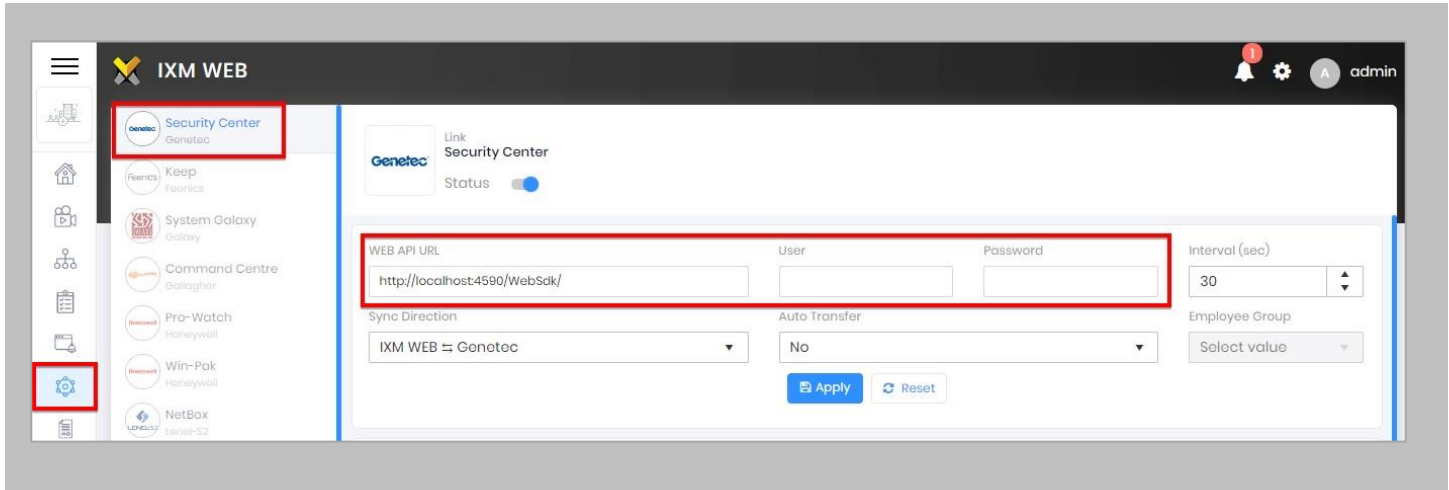 IXM WEB
1
A
admin
Genetec
Security Center
Genetec
Feenics
Keep
Feenics
System Galaxy
Galaxy
Command Centre
Gallagher
Honeywell
Pro-Watch
Honeywell
Honeywell
Win-Pak
Honeywell
LENELS2
NetBox
Lenel-S2
Genetec
Link
Security Center
Status
WEB API URL
User
Password
Interval (sec)
http://localhost:4590/WebSdk/
30
Sync Direction
Auto Transfer
Employee Group
IXM WEB ⇆ Genetec
No
Select value
Apply
Reset